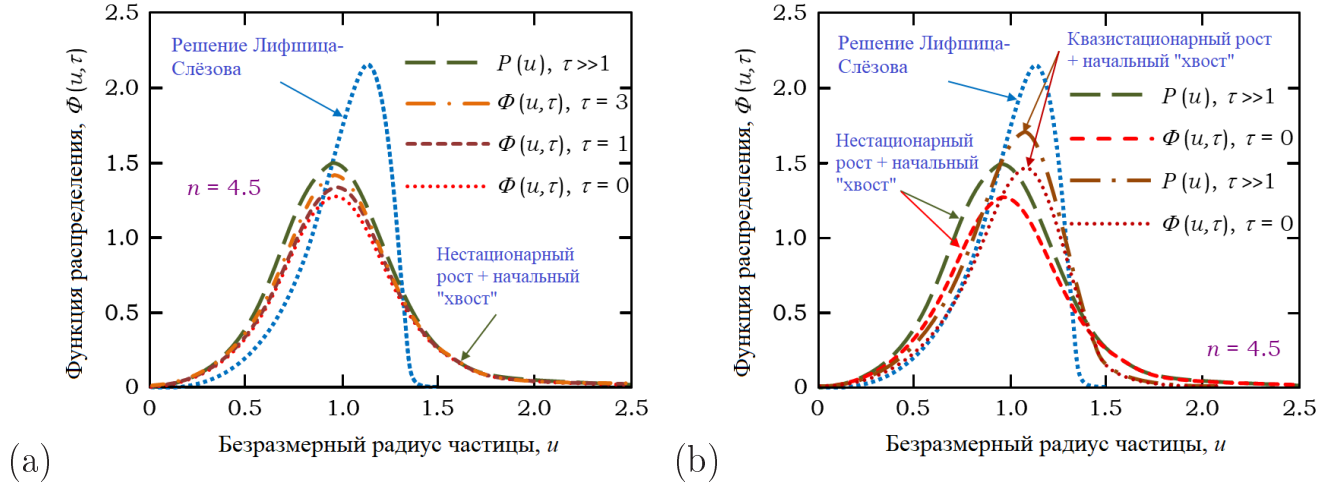 Функция распределения, Φ(u,τ)
2.5
2.0
1.5
1.0
0.5
0
Решение Лифшица-
Слёзова
P(u), τ>>1
Φ(u,τ), τ=3
Φ(u,τ), τ=1
Φ(u,τ), τ=0
n = 4.5
Нестационарный
рост + начальный
"хвост"
0 0.5 1.0 1.5 2.0 2.5
Безразмерный радиус частицы, u
(a)
Функция распределения, Φ(u,τ)
2.5
2.0
1.5
1.0
0.5
0
Решение Лифшица-
Слёзова
Квазистационарный рост
+ начальный "хвост"
P(u), τ>>1
Φ(u,τ), τ=0
P(u), τ>>1
Φ(u,τ), τ=0
Нестационарный
рост + начальный
"хвост"
n = 4.5
0 0.5 1.0 1.5 2.0 2.5
Безразмерный радиус частицы, u
(b)